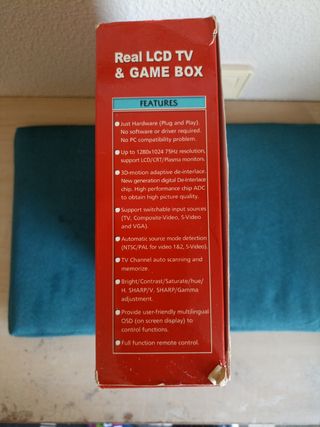 Real LCD TV
& GAME BOX
FEATURES
Just Hardware (Plug and Play).
No software or driver required.
No PC compatibility problem.
Up to 1280x1024 75Hz resolution,
support LCD/CRT/Plasma monitors.
3D-motion adaptive de-interlace.
New generation digital De-interlace
chip. High performance chip ADC
to obtain high picture quality.
Support switchable input sources
(TV, Composite-Video, S-Video
and VGA).
Automatic source mode detection
(NTSC/PAL for video 1&2, S-Video).
TV Channel auto scanning and
memorize.
Bright/Contrast/Saturate/hue/
H. SHARP/V. SHARP/Gamma
adjustment.
Provide user-friendly multilingual
OSD (on screen display) to
control functions.
Full function remote control.